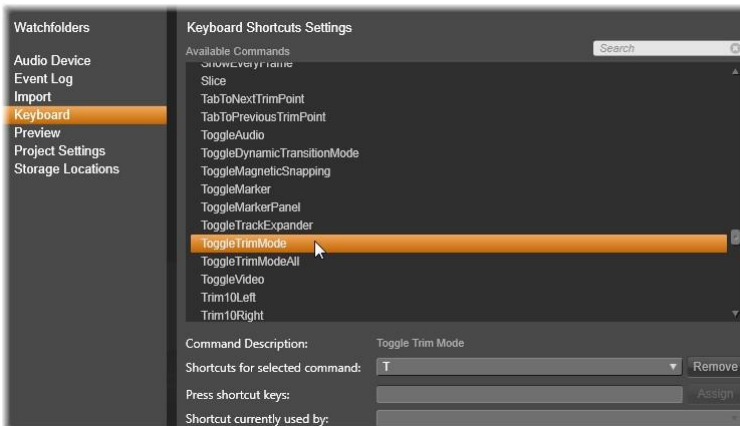 Watchfolders
Audio Device
Event Log
Import
Keyboard
Preview
Project Settings
Storage Locations
Keyboard Shortcuts Settings
Available Commands
Search
ShowEveryFrame
Slice
TabToNextTrimPoint
TabToPreviousTrimPoint
ToggleAudio
ToggleDynamicTransitionMode
ToggleMagneticSnapping
ToggleMarker
ToggleMarkerPanel
ToggleTrackExpander
ToggleTrimMode
ToggleTrimModeAll
ToggleVideo
Trim10Left
Trim10Right
Command Description: Toggle Trim Mode
Shortcuts for selected command: T Remove
Press shortcut keys: Assign
Shortcut currently used by: